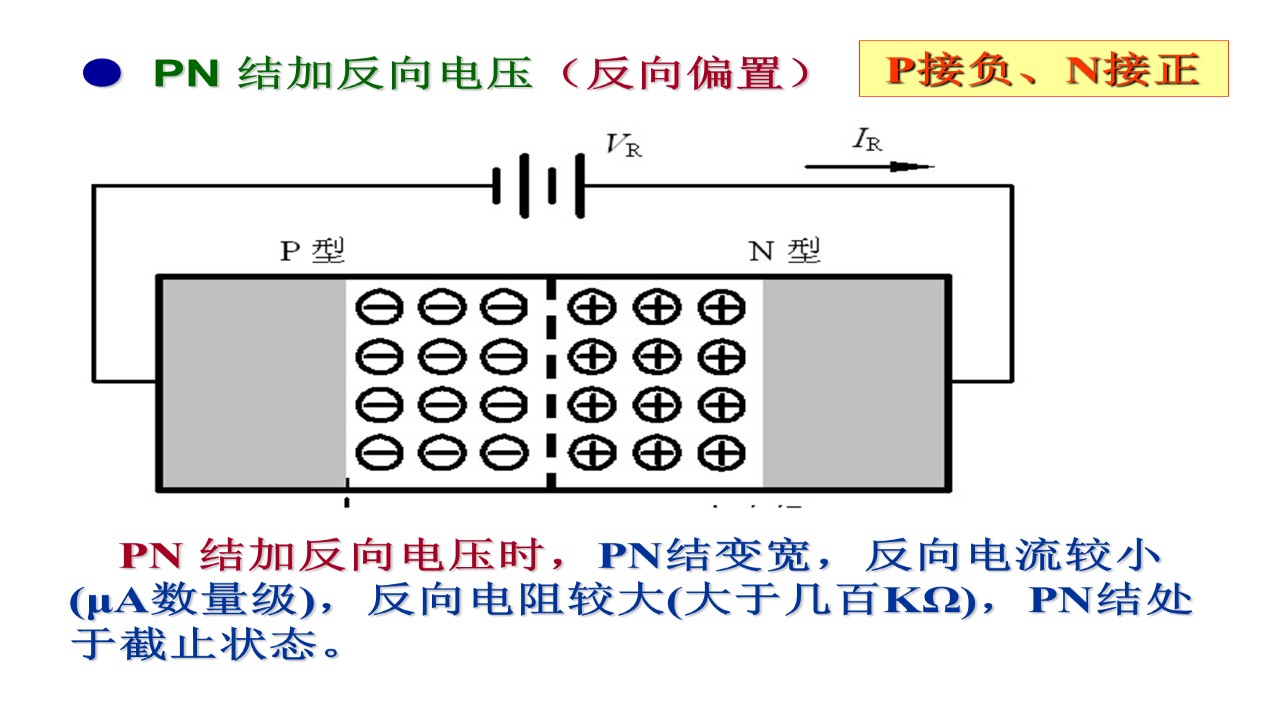 PN 结加反向电压（反向偏置）
P接负、N接正
VR
IR
P 型
N 型
PN 结加反向电压时，PN结变宽，反向电流较小
(μA数量级)，反向电阻较大(大于几百KΩ)，PN结处
于截止状态。